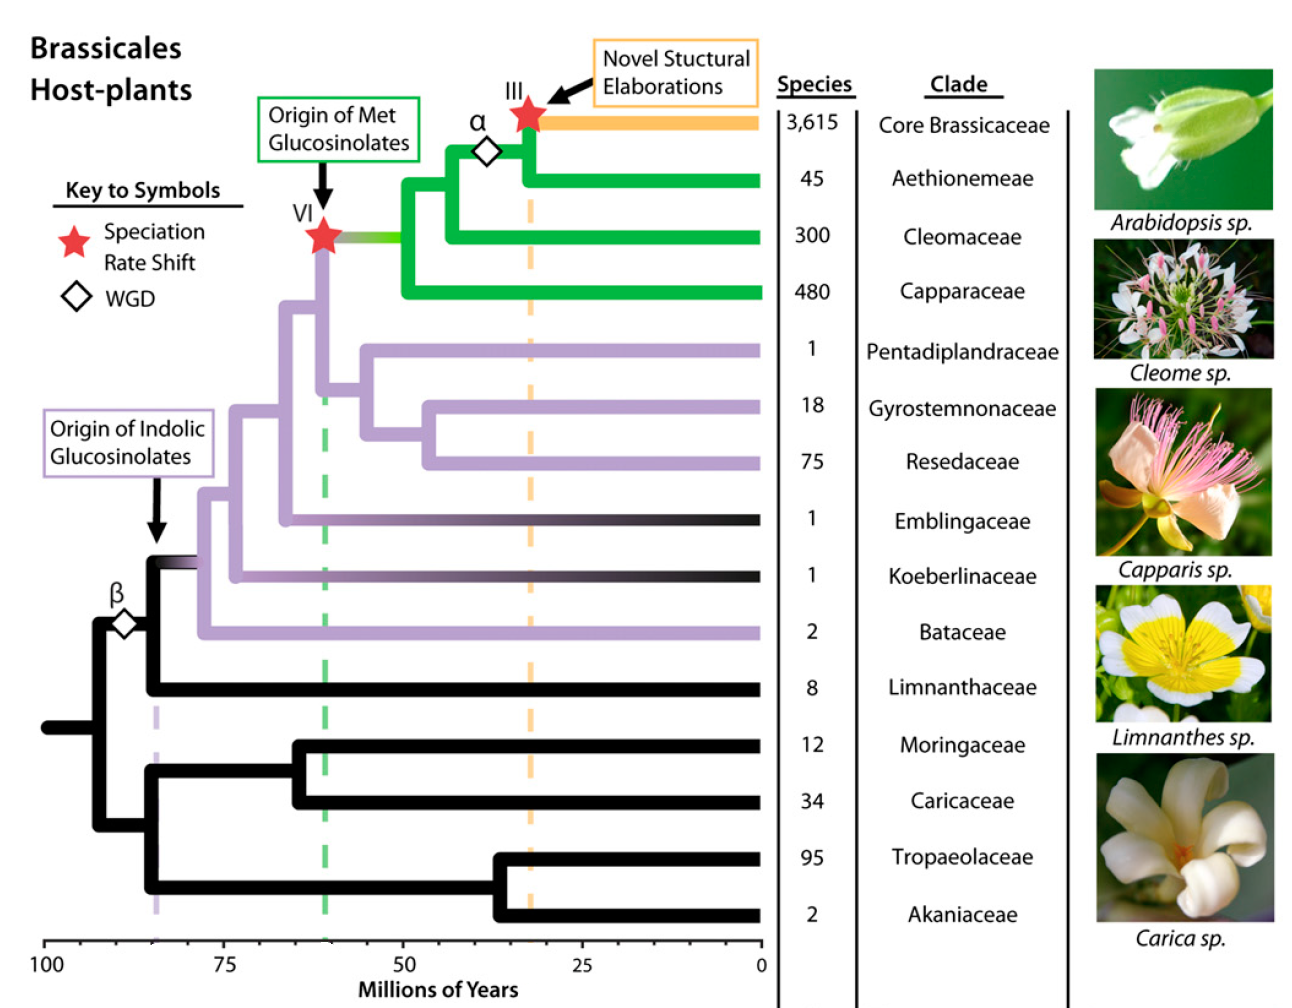 Brassicales
Host-plants
Novel Stuctural
Elaborations
III
Species
Clade
Origin of Met
Glucosinolates
α
3,615 Core Brassicaceae
Key to Symbols
45 Aethionemeae
VI
Arabidopsis sp.
Speciation
Rate Shift
300 Cleomaceae
WGD
480 Capparaceae
1 Pentadiplandraceae
Cleome sp.
18 Gyrostemnonaceae
Origin of Indolic
Glucosinolates
75 Resedaceae
1 Emblingaceae
Capparis sp.
1 Koeberlinaceae
β
2 Bataceae
8 Limnanthaceae
Limnanthes sp.
12 Moringaceae
34 Caricaceae
95 Tropaeolaceae
2 Akaniaceae
Carica sp.
100 75 50 25 0
Millions of Years